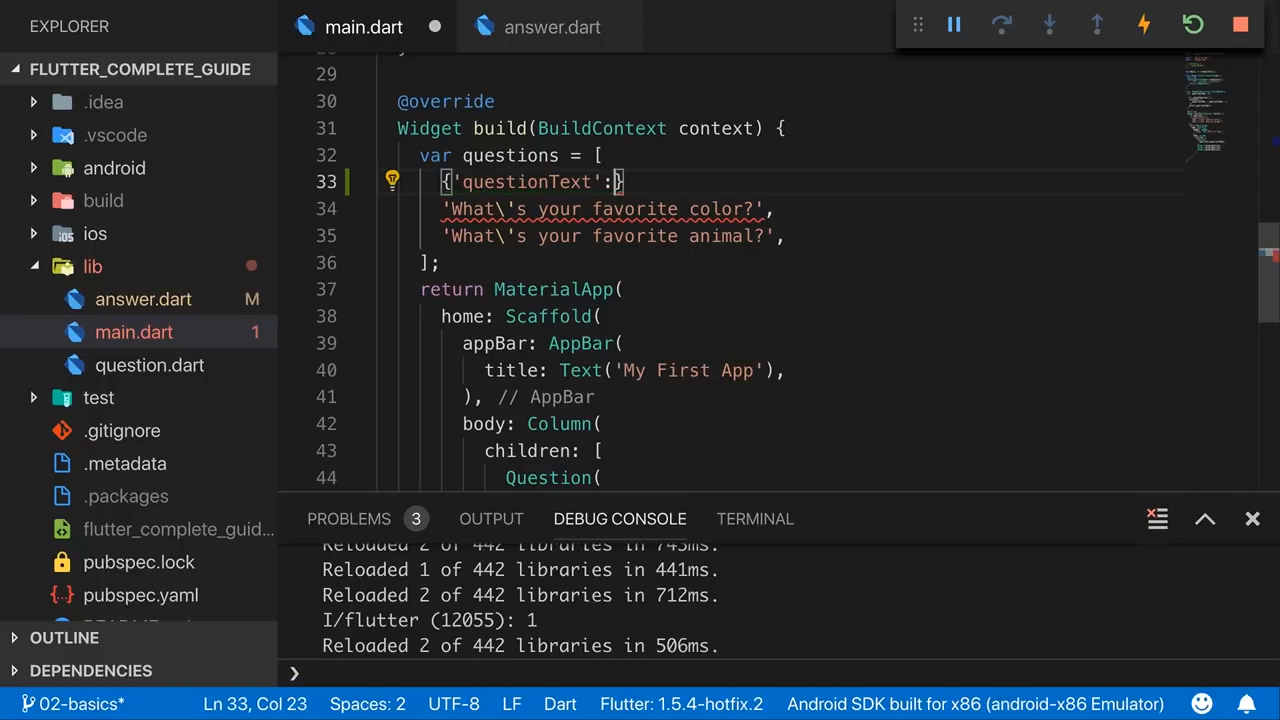 EXPLORER
main.dart
answer.dart
FLUTTER_COMPLETE_GUIDE
.idea
.vscode
android
build
ios
lib
answer.dart M
main.dart 1
question.dart
test
.gitignore
.metadata
.packages
flutter_complete_guid...
pubspec.lock
pubspec.yaml
OUTLINE
DEPENDENCIES
29
30 @override
31 Widget build(BuildContext context) {
32 var questions = [
33 {'questionText':}
34 'What\'s your favorite color?',
35 'What\'s your favorite animal?',
36 ];
37 return MaterialApp(
38 home: Scaffold(
39 appBar: AppBar(
40 title: Text('My First App'),
41 ), // AppBar
42 body: Column(
43 children: [
44 Question(
PROBLEMS 3 OUTPUT DEBUG CONSOLE TERMINAL
Reloaded 2 of 442 libraries in 743ms.
Reloaded 1 of 442 libraries in 441ms.
Reloaded 2 of 442 libraries in 712ms.
I/flutter (12055): 1
Reloaded 2 of 442 libraries in 506ms.
02-basics* Ln 33, Col 23 Spaces: 2 UTF-8 LF Dart Flutter: 1.5.4-hotfix.2 Android SDK built for x86 (android-x86 Emulator)